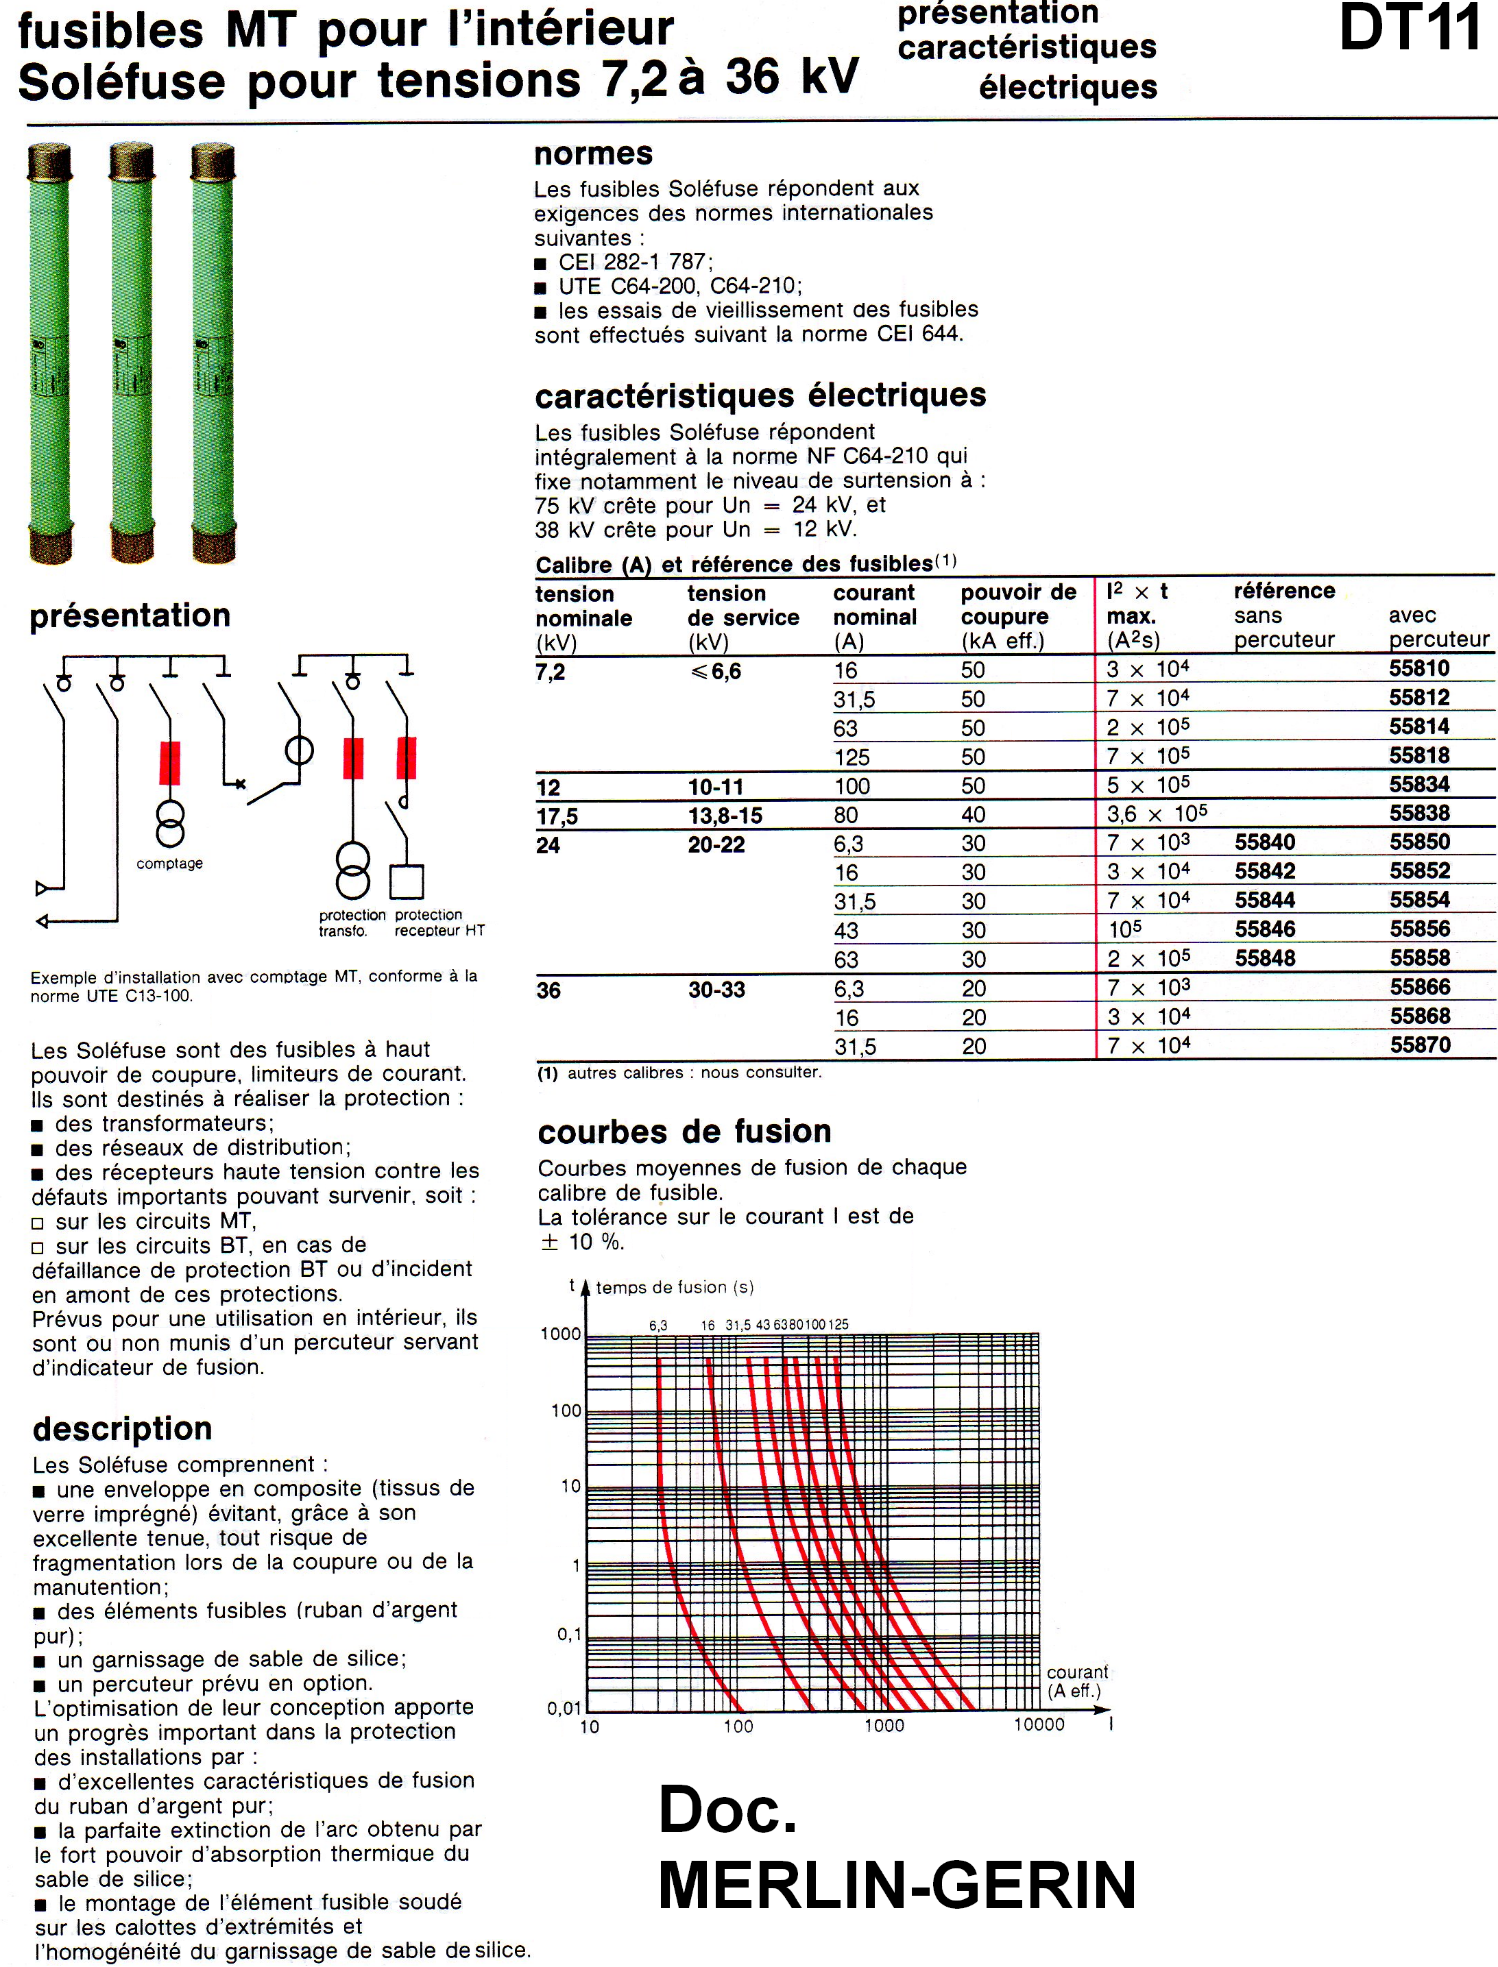 fusibles MT pour l'intérieur
Soléfuse pour tensions 7,2 à 36 kV
présentation
caractéristiques
électriques
DT11
normes
Les fusibles Soléfuse répondent aux
exigences des normes internationales
suivantes :
■ CEI 282-1 787;
■ UTE C64-200, C64-210;
■ les essais de vieillissement des fusibles
sont effectués suivant la norme CEI 644.
caractéristiques électriques
Les fusibles Soléfuse répondent
intégralement à la norme NF C64-210 qui
fixe notamment le niveau de surtension à :
75 kV crête pour Un = 24 kV, et
38 kV crête pour Un = 12 kV.
Calibre (A) et référence des fusibles(1)
tension tension courant pouvoir de I² × t référence
nominale de service nominal coupure max. sans avec
(kV) (kV) (A) (kA eff.) (A²s) percuteur percuteur
7,2 ⩽6,6 16 50 3 × 10⁴ 55810
31,5 50 7 × 10⁴ 55812
63 50 2 × 10⁵ 55814
125 50 7 × 10⁵ 55818
12 10-11 100 50 5 × 10⁵ 55834
17,5 13,8-15 80 40 3,6 × 10⁵ 55838
24 20-22 6,3 30 7 × 10³ 55840 55850
16 30 3 × 10⁴ 55842 55852
31,5 30 7 × 10⁴ 55844 55854
43 30 10⁵ 55846 55856
63 30 2 × 10⁵ 55848 55858
36 30-33 6,3 20 7 × 10³ 55866
16 20 3 × 10⁴ 55868
31,5 20 7 × 10⁴ 55870
(1) autres calibres : nous consulter.
présentation
comptage
protection
transfo.
protection
recepteur HT
Exemple d'installation avec comptage MT, conforme à la
norme UTE C13-100.
Les Soléfuse sont des fusibles à haut
pouvoir de coupure, limiteurs de courant.
Ils sont destinés à réaliser la protection :
■ des transformateurs;
■ des réseaux de distribution;
■ des récepteurs haute tension contre les
défauts importants pouvant survenir, soit :
□ sur les circuits MT,
□ sur les circuits BT, en cas de
défaillance de protection BT ou d'incident
en amont de ces protections.
Prévus pour une utilisation en intérieur, ils
sont ou non munis d'un percuteur servant
d'indicateur de fusion.
description
Les Soléfuse comprennent :
■ une enveloppe en composite (tissus de
verre imprégné) évitant, grâce à son
excellente tenue, tout risque de
fragmentation lors de la coupure ou de la
manutention;
■ des éléments fusibles (ruban d'argent
pur);
■ un garnissage de sable de silice;
■ un percuteur prévu en option.
L'optimisation de leur conception apporte
un progrès important dans la protection
des installations par :
■ d'excellentes caractéristiques de fusion
du ruban d'argent pur;
■ la parfaite extinction de l'arc obtenu par
le fort pouvoir d'absorption thermique du
sable de silice;
■ le montage de l'élément fusible soudé
sur les calottes d'extrémités et
l'homogénéité du garnissage de sable de silice.
courbes de fusion
Courbes moyennes de fusion de chaque
calibre de fusible.
La tolérance sur le courant I est de
± 10 %.
t temps de fusion (s)
6,3 16 31,5 43 63 80 100 125
1000
100
10
1
0,1
0,01
10 100 1000 10000 I
courant
(A eff.)
Doc.
MERLIN-GERIN